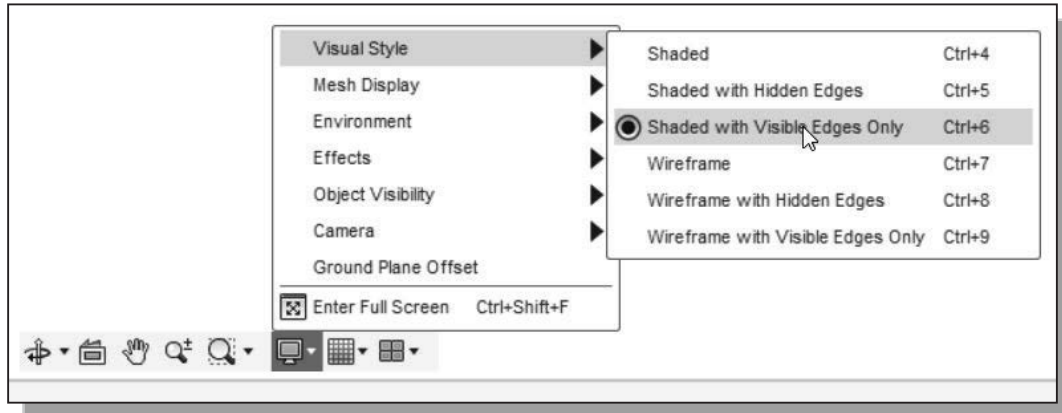 Visual Style
Mesh Display
Environment
Effects
Object Visibility
Camera
Ground Plane Offset
Enter Full Screen Ctrl+Shift+F
Shaded Ctrl+4
Shaded with Hidden Edges Ctrl+5
Shaded with Visible Edges Only Ctrl+6
Wireframe Ctrl+7
Wireframe with Hidden Edges Ctrl+8
Wireframe with Visible Edges Only Ctrl+9